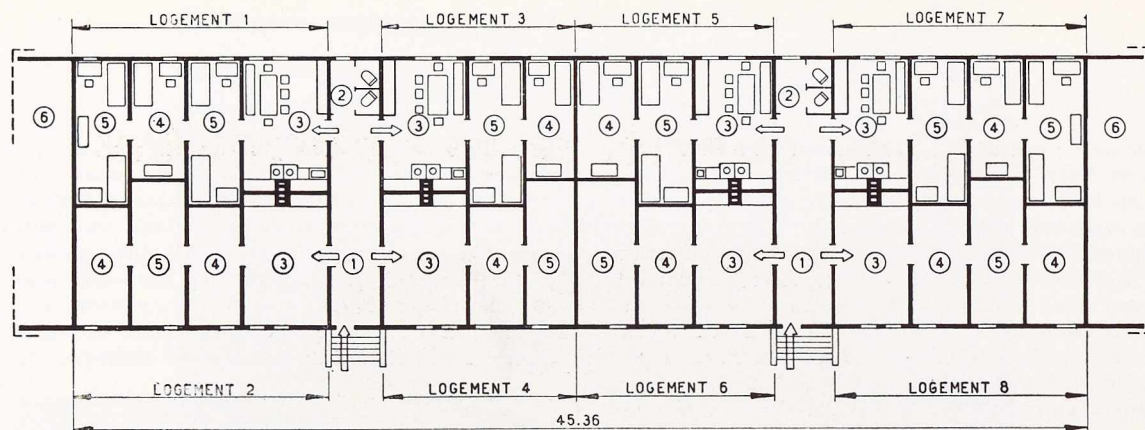 LOGEMENT 1 LOGEMENT 3 LOGEMENT 5 LOGEMENT 7
2 2
6 5 4 5 3 3 5 4 4 5 3 3 5 4 5 6
4 5 4 3 1 3 4 5 5 4 3 1 3 4 5 4
LOGEMENT 2 LOGEMENT 4 LOGEMENT 6 LOGEMENT 8
45.36